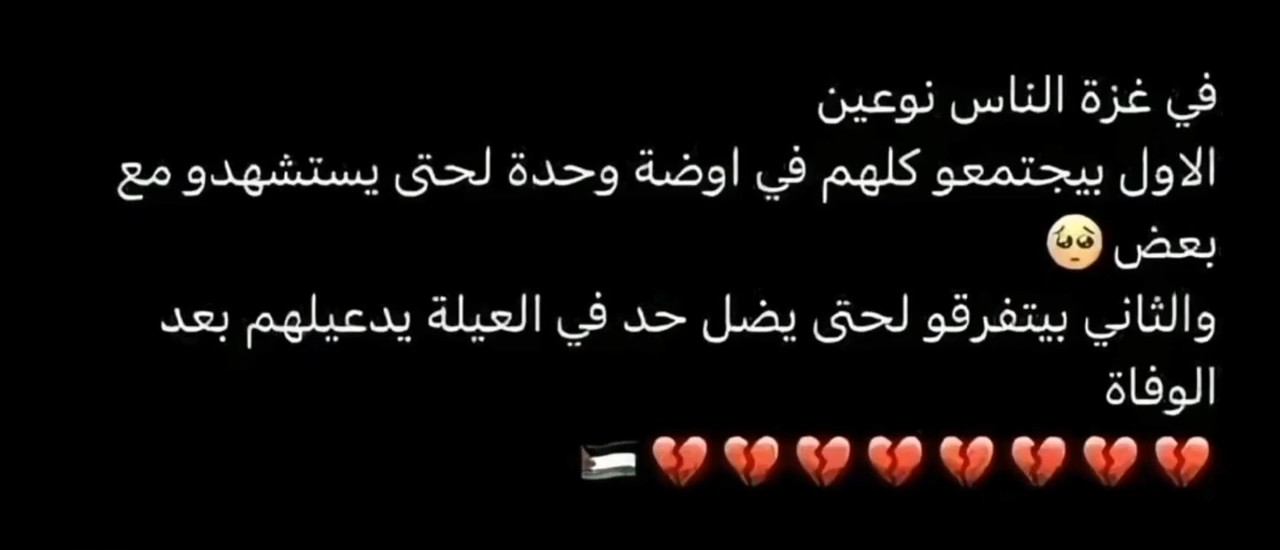 في غزة الناس نوعين
الاول بيجتمعو كلهم في اوضة وحدة لحتى يستشهدو مع
بعض 🥺
والثاني بيتفرقو لحتى يضل حد في العيلة يدعيلهم بعد
الوفاة
💔💔💔💔💔💔💔💔🇵🇸